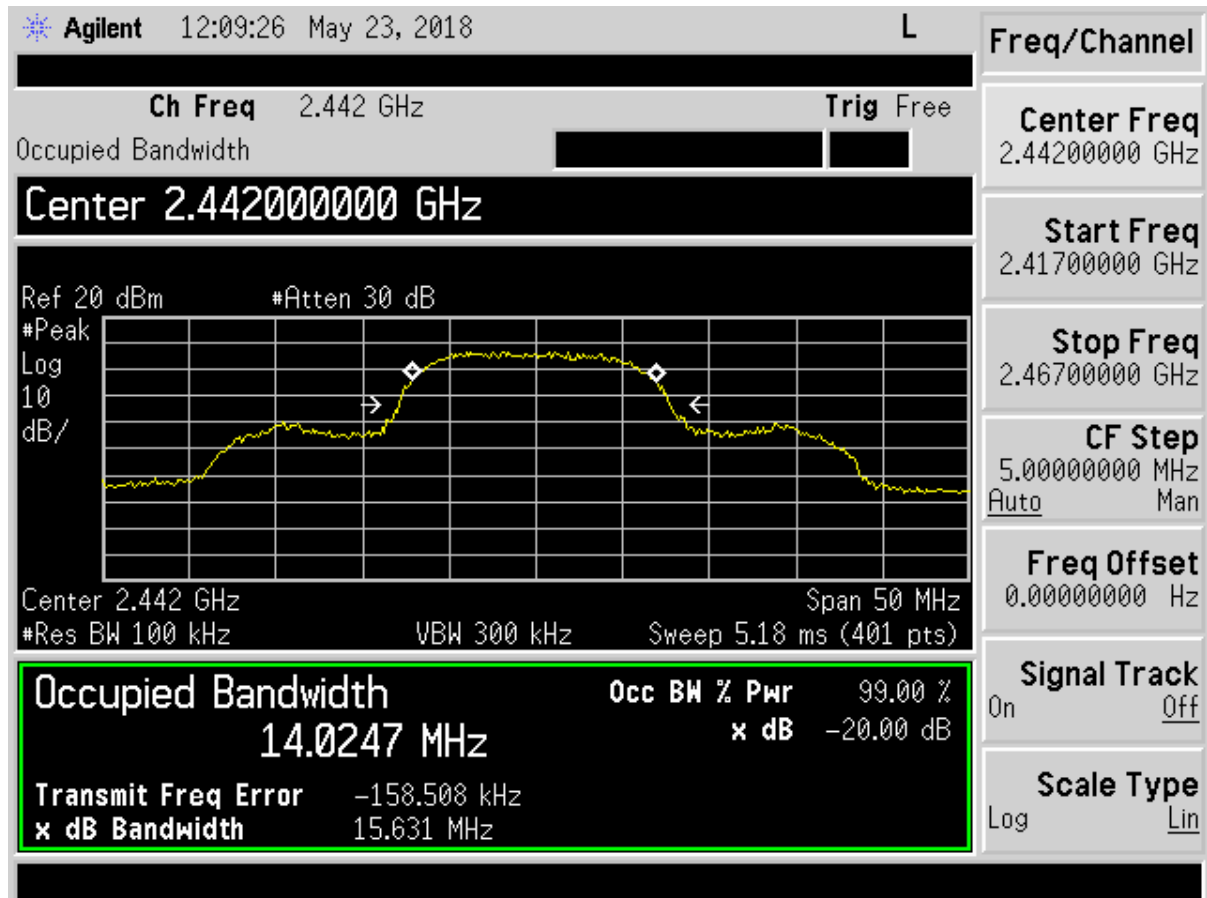 Agilent 12:09:26 May 23, 2018 L
Ch Freq 2.442 GHz Trig Free
Occupied Bandwidth
Center 2.442000000 GHz
Ref 20 dBm #Atten 30 dB
#Peak
Log
10
dB/
Center 2.442 GHz Span 50 MHz
#Res BW 100 kHz VBW 300 kHz Sweep 5.18 ms (401 pts)
Occupied Bandwidth Occ BW % Pwr 99.00 %
14.0247 MHz x dB -20.00 dB
Transmit Freq Error -158.508 kHz
x dB Bandwidth 15.631 MHz
Freq/Channel
Center Freq
2.44200000 GHz
Start Freq
2.41700000 GHz
Stop Freq
2.46700000 GHz
CF Step
5.00000000 MHz
Auto Man
Freq Offset
0.00000000 Hz
Signal Track
On Off
Scale Type
Log Lin